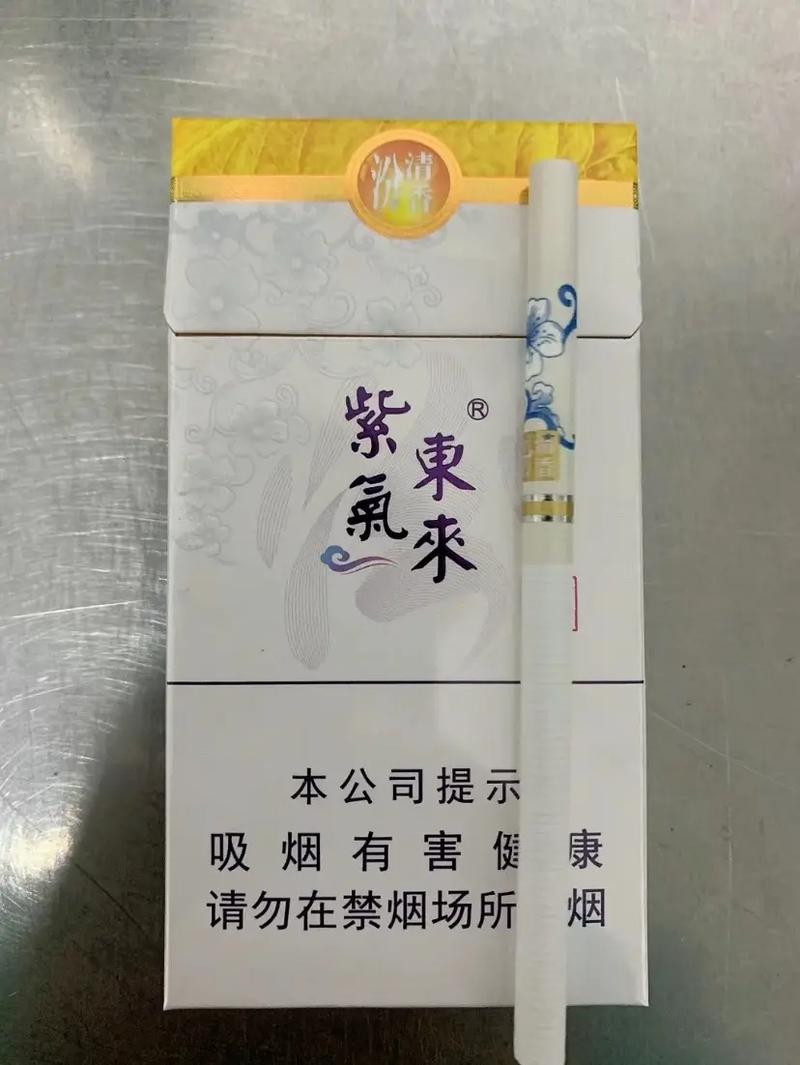 汾清香
紫氣東來®
本公司提示
吸烟有害健康
请勿在禁烟场所 烟